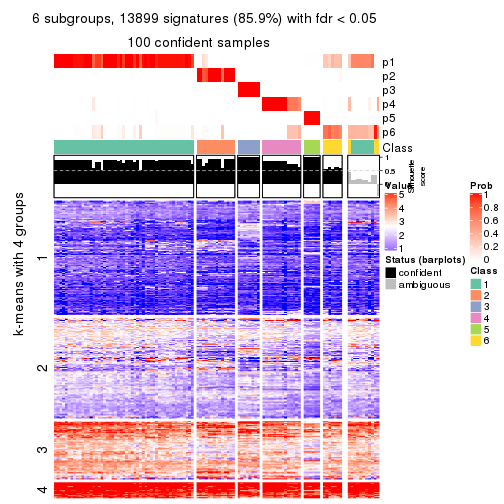 6 subgroups, 13899 signatures (85.9%) with fdr < 0.05
100 confident samples
p1
p2
p3
p4
p5
p6
Class
1
0.5
0
Silhouette
score
k-means with 4 groups
1
2
3
4
Value
5
4
3
2
1
Status (barplots)
confident
ambiguous
Prob
1
0.8
0.6
0.4
0.2
0
Class
1
2
3
4
5
6